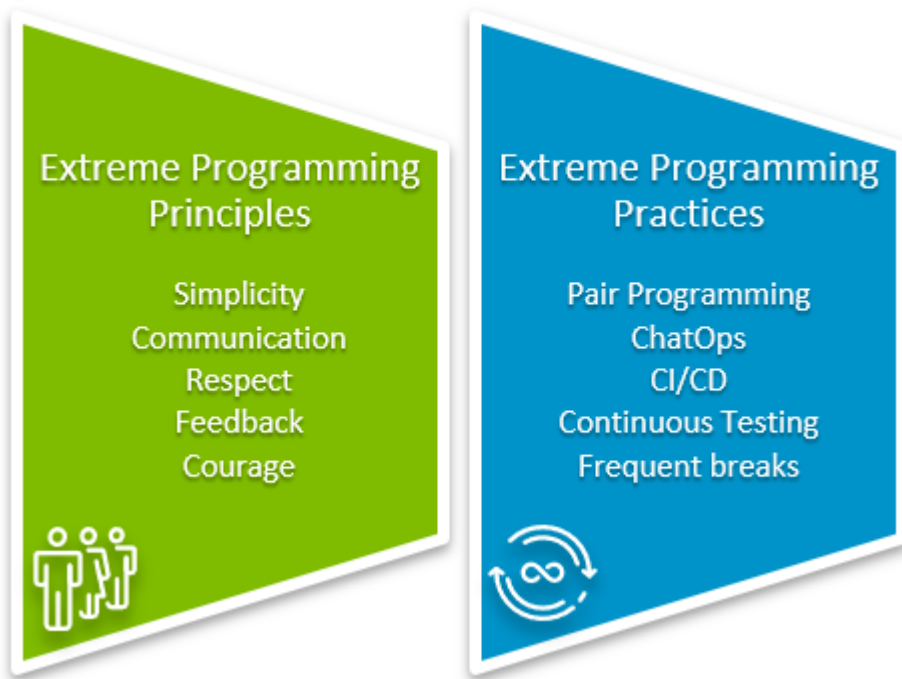 Extreme Programming
Principles
Simplicity
Communication
Respect
Feedback
Courage
Extreme Programming
Practices
Pair Programming
ChatOps
CI/CD
Continuous Testing
Frequent breaks